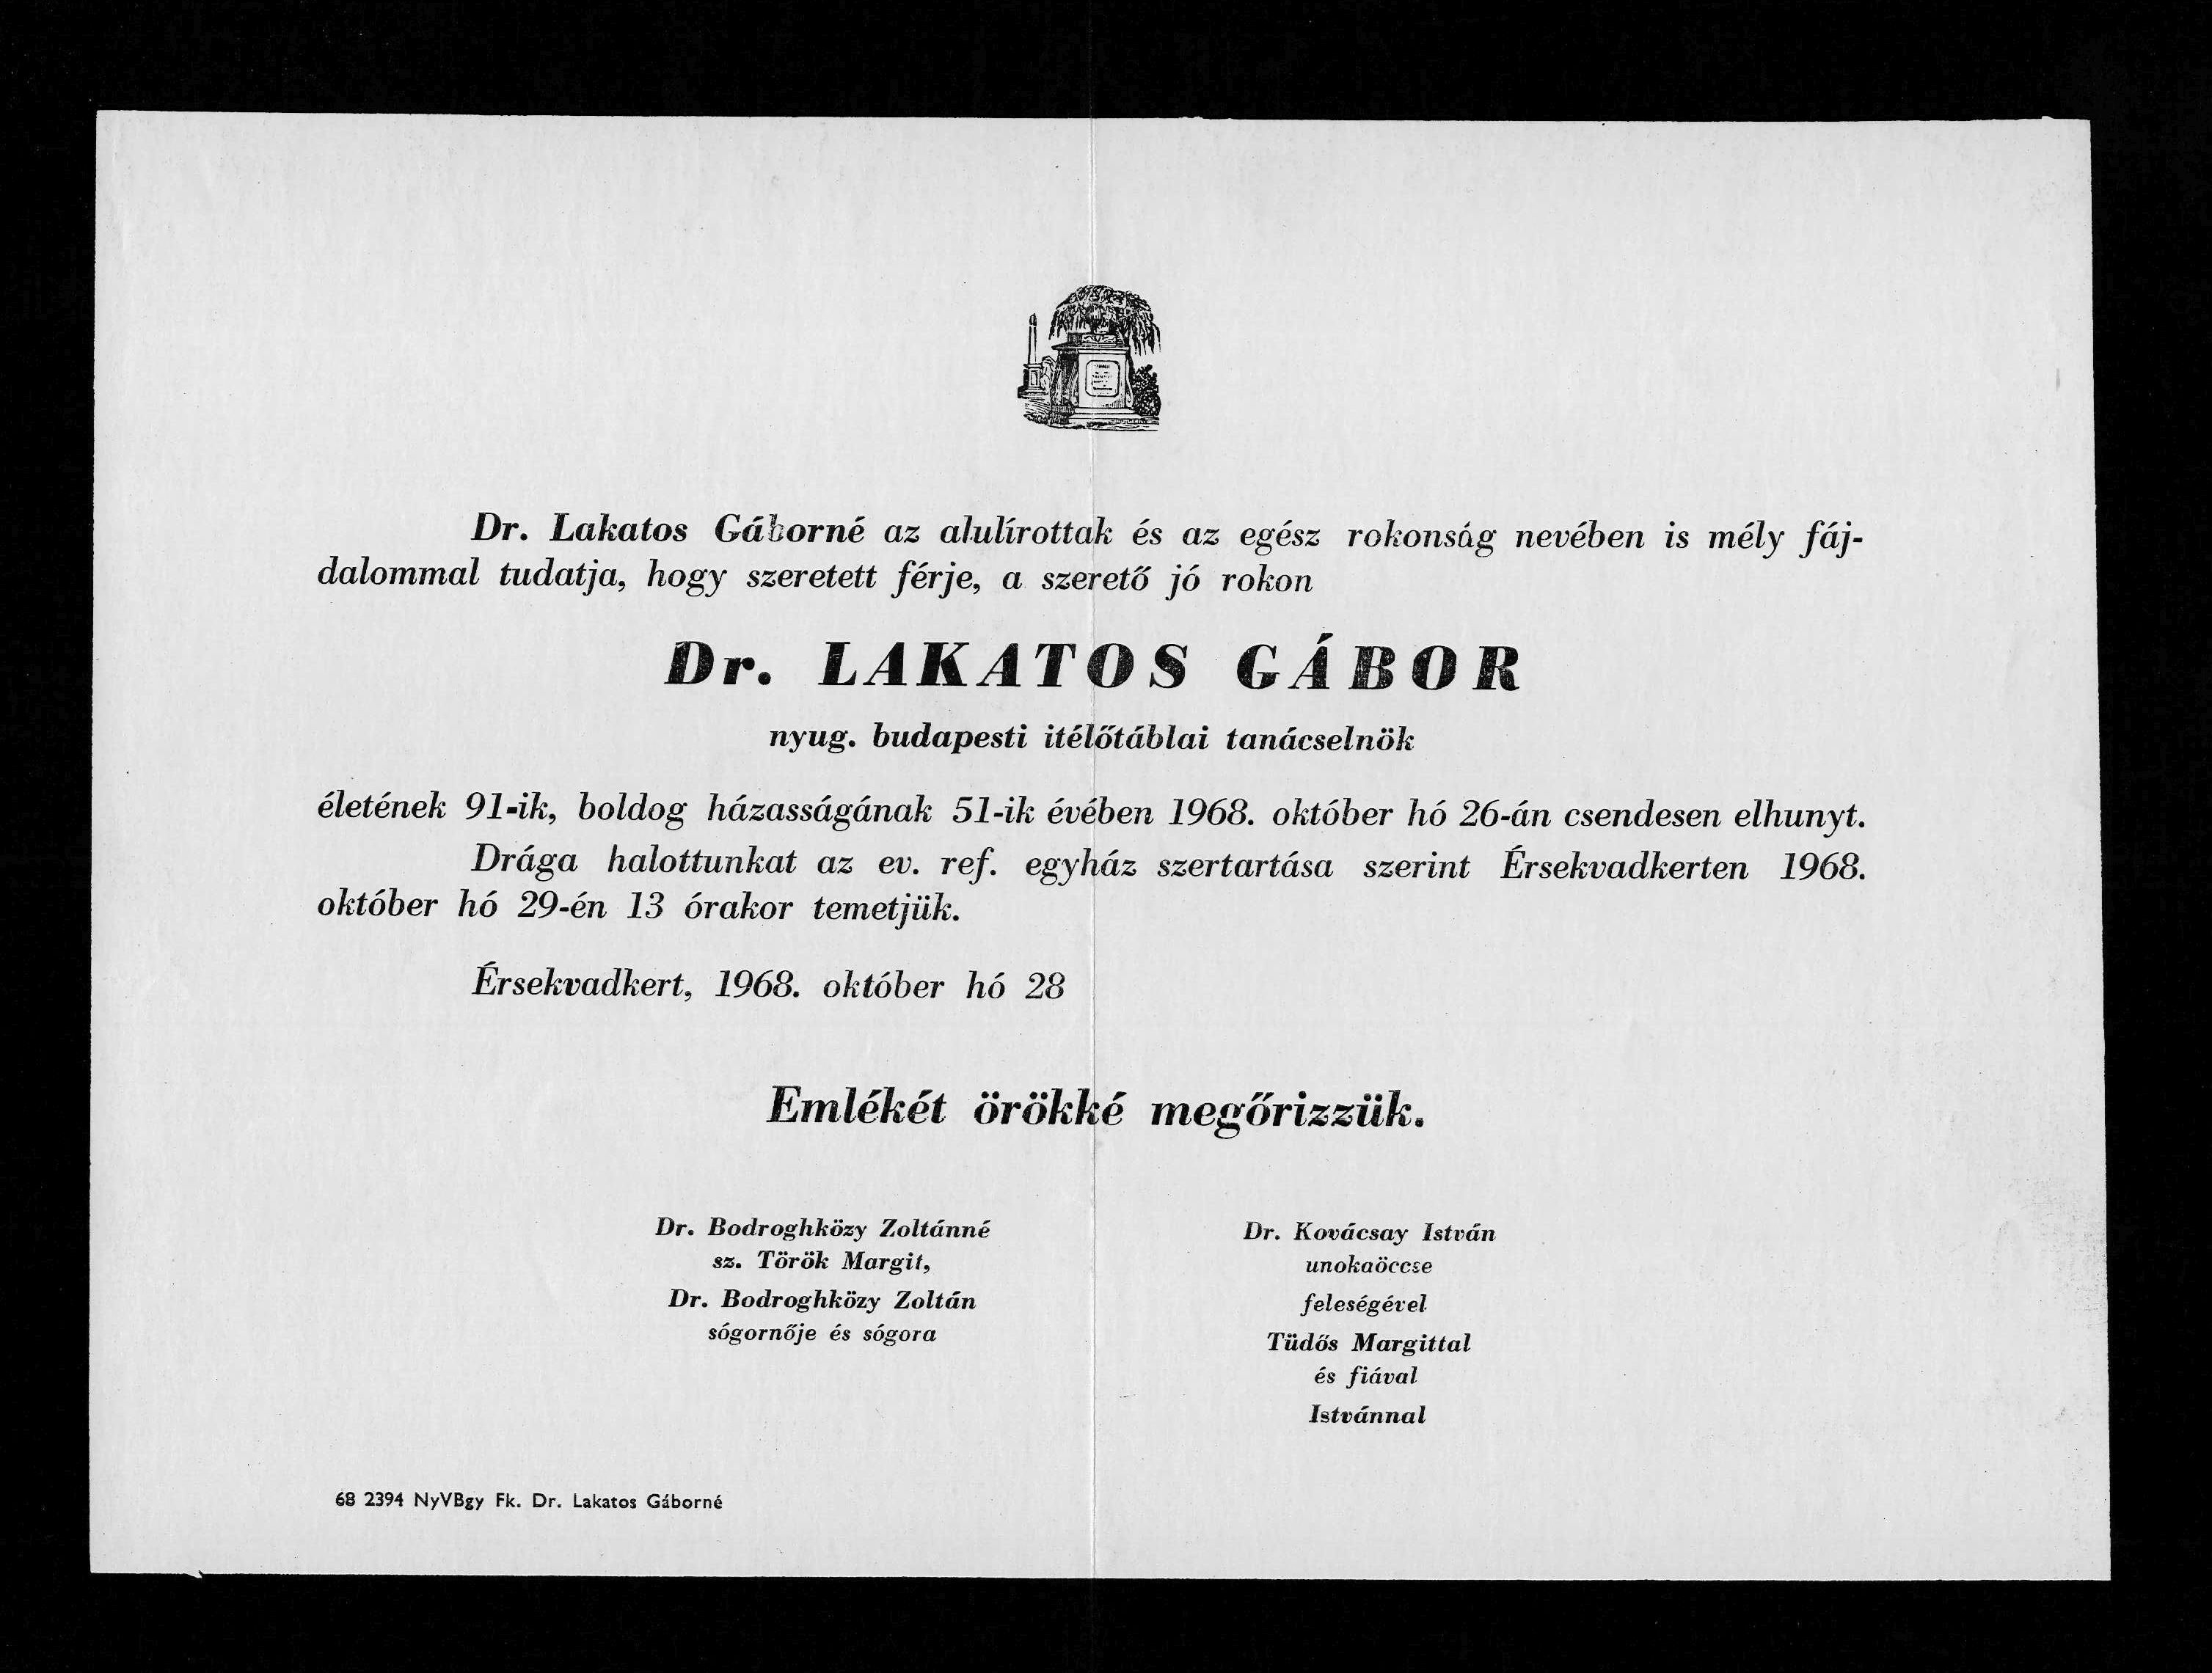 Dr. Lakatos Gáborné az alulírottak és az egész rokonság nevében is mély fáj-
dalommal tudatja, hogy szeretett férje, a szerető jó rokon
Dr. LAKATOS GÁBOR
nyug. budapesti itélőtáblai tanácselnök
életének 91-ik, boldog házasságának 51-ik évében 1968. október hó 26-án csendesen elhunyt.
Drága halottunkat az ev. ref. egyház szertartása szerint Érsekvadkerten 1968.
október hó 29-én 13 órakor temetjük.
Érsekvadkert, 1968. október hó 28
Emlékét örökké megőrizzük.
Dr. Bodroghközy Zoltánné
sz. Török Margit,
Dr. Bodroghközy Zoltán
sógornője és sógora
Dr. Kovácsay István
unokaöccse
feleségével
Tüdős Margittal
és fiával
Istvánnal
68 2394 NyVBgy Fk. Dr. Lakatos Gáborné